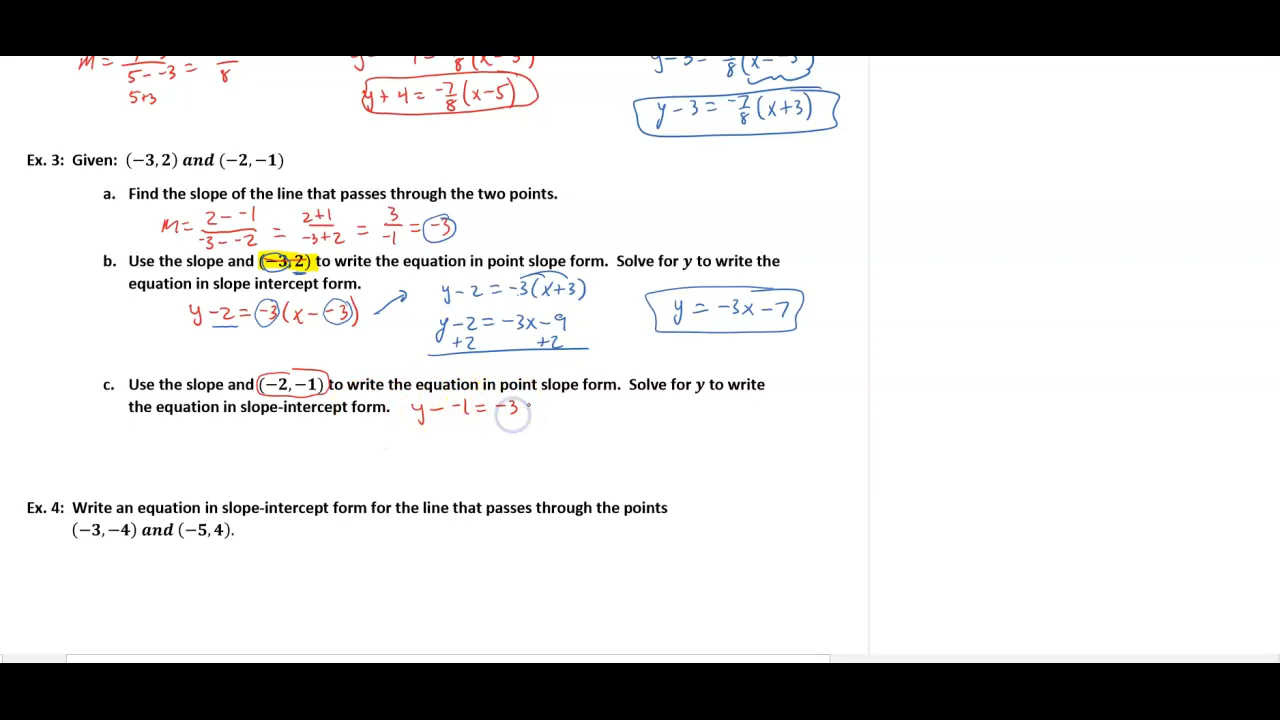 m = 5 - -3 = 8
5+3
y + 4 = -7/8 (x-5)
y - 3 = -7/8 (x+3)
Ex. 3: Given: (−3, 2) and (−2, −1)
a. Find the slope of the line that passes through the two points.
m = 2 - -1 / -3 - -2 = 2+1 / -3+2 = 3 / -1 = -3
b. Use the slope and (−3, 2) to write the equation in point slope form. Solve for y to write the
equation in slope intercept form.
y - 2 = -3 (x - -3)
y - 2 = -3 (x+3)
y - 2 = -3x - 9
+2 +2
y = -3x - 7
c. Use the slope and (−2, −1) to write the equation in point slope form. Solve for y to write
the equation in slope-intercept form. y - -1 = -3
Ex. 4: Write an equation in slope-intercept form for the line that passes through the points
(−3, −4) and (−5, 4).